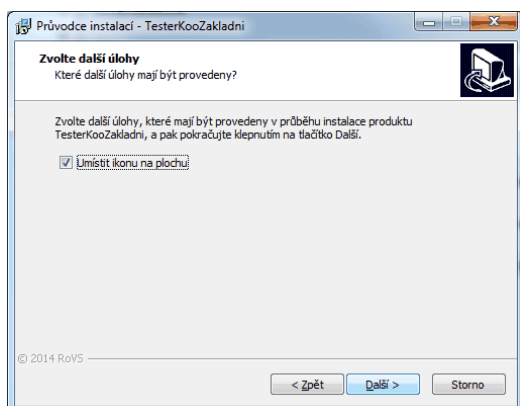 Průvodce instalací - TesterKooZakladni
Zvolte další úlohy
Které další úlohy mají být provedeny?
Zvolte další úlohy, které mají být provedeny v průběhu instalace produktu
TesterKooZakladni, a pak pokračujte klepnutím na tlačítko Další.
Umístit ikonu na plochu
© 2014 RoVS
< Zpět
Další >
Storno